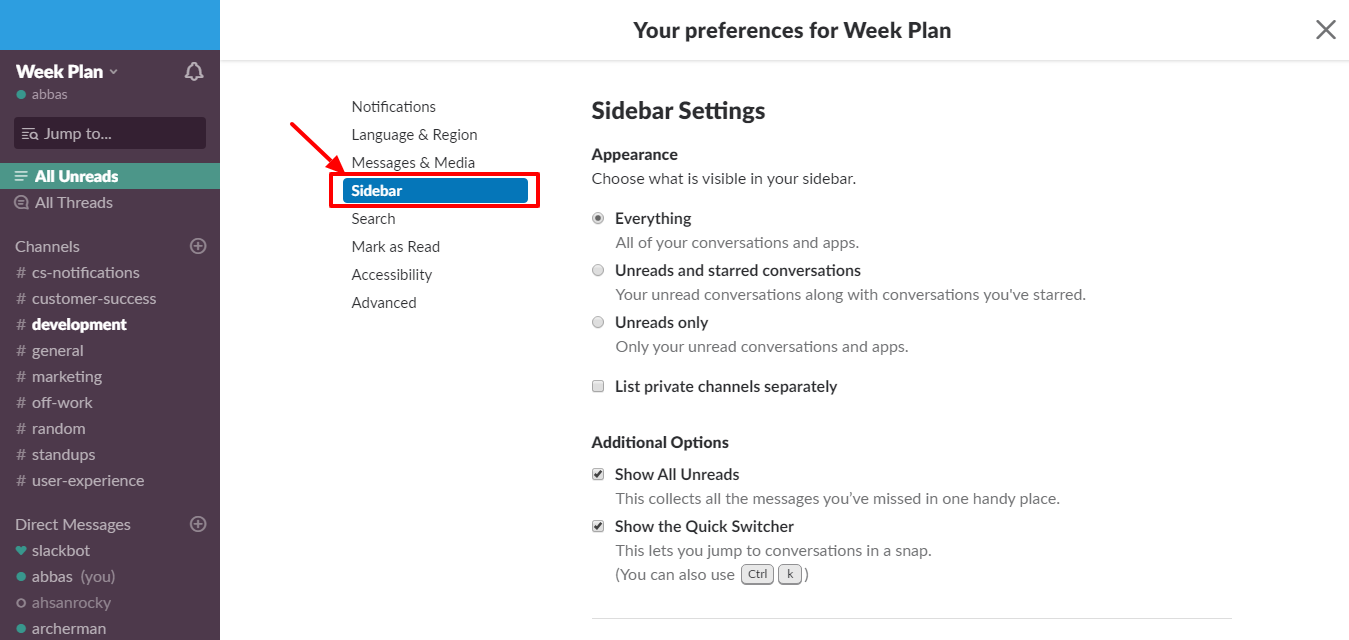 Your preferences for Week Plan
Week Plan
abbas
Jump to...
All Unreads
All Threads
Channels
# cs-notifications
# customer-success
# development
# general
# marketing
# off-work
# random
# standups
# user-experience
Direct Messages
slackbot
abbas (you)
ahsanrocky
archerman
Notifications
Language & Region
Messages & Media
Sidebar
Search
Mark as Read
Accessibility
Advanced
Sidebar Settings
Appearance
Choose what is visible in your sidebar.
Everything
All of your conversations and apps.
Unreads and starred conversations
Your unread conversations along with conversations you've starred.
Unreads only
Only your unread conversations and apps.
List private channels separately
Additional Options
Show All Unreads
This collects all the messages you’ve missed in one handy place.
Show the Quick Switcher
This lets you jump to conversations in a snap.
(You can also use Ctrl k )